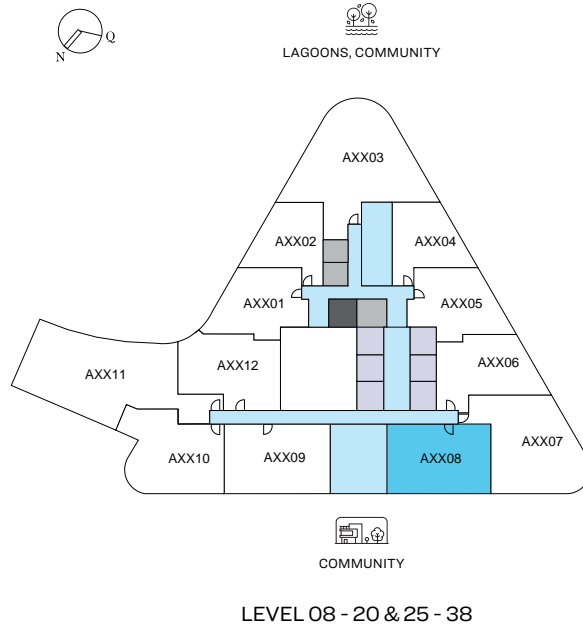 N
Q
LAGOONS, COMMUNITY
AXX03
AXX02
AXX04
AXX01
AXX05
AXX11
AXX12
AXX06
AXX10
AXX09
AXX08
AXX07
COMMUNITY
LEVEL 08 - 20 & 25 - 38